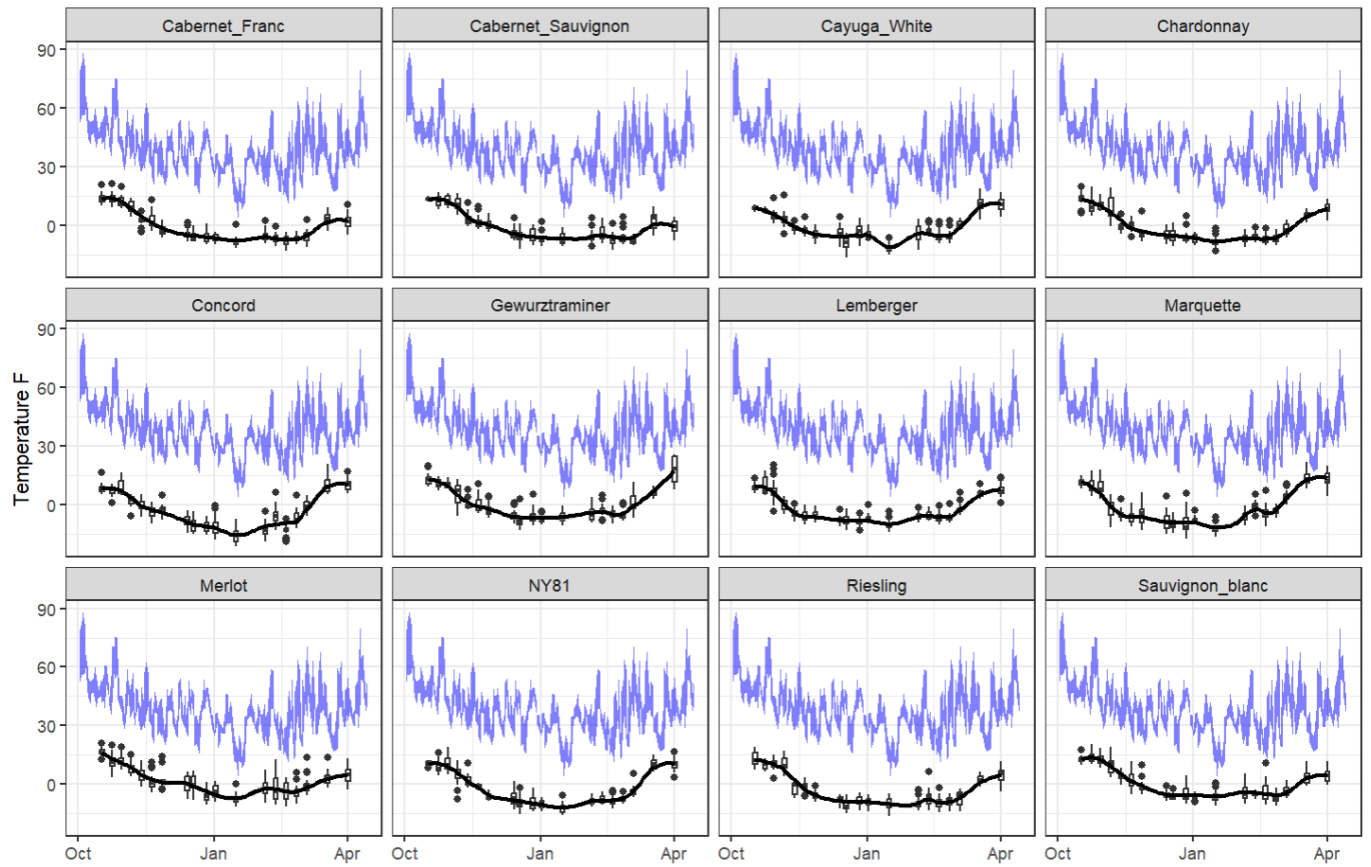 Cabernet_Franc Cabernet_Sauvignon Cayuga_White Chardonnay
90
60
30
0
Concord Gewurztraminer Lemberger Marquette
90
60
30
0
Temperature F
Merlot NY81 Riesling Sauvignon_blanc
90
60
30
0
Oct Jan Apr Oct Jan Apr Oct Jan Apr Oct Jan Apr